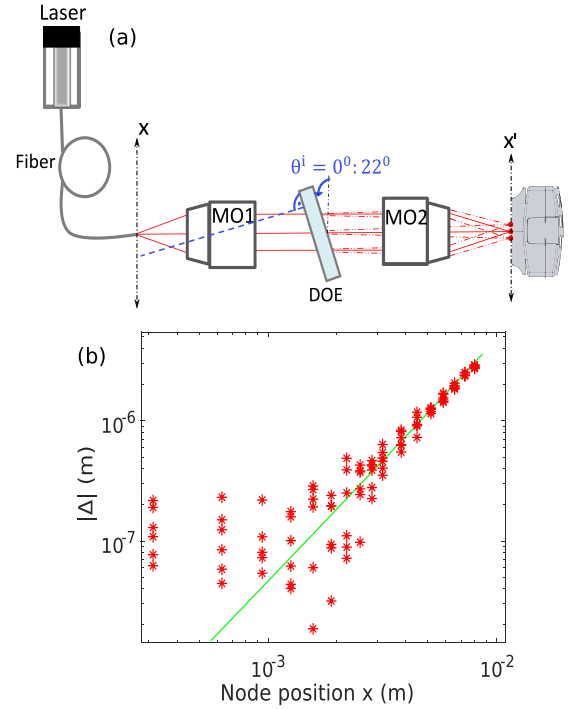 Laser
(a)
x
x'
Fiber
θⁱ = 0⁰: 22⁰
MO1
MO2
DOE
(b)
10⁻⁶
10⁻⁷
|Δ| (m)
10⁻³
10⁻²
Node position x (m)